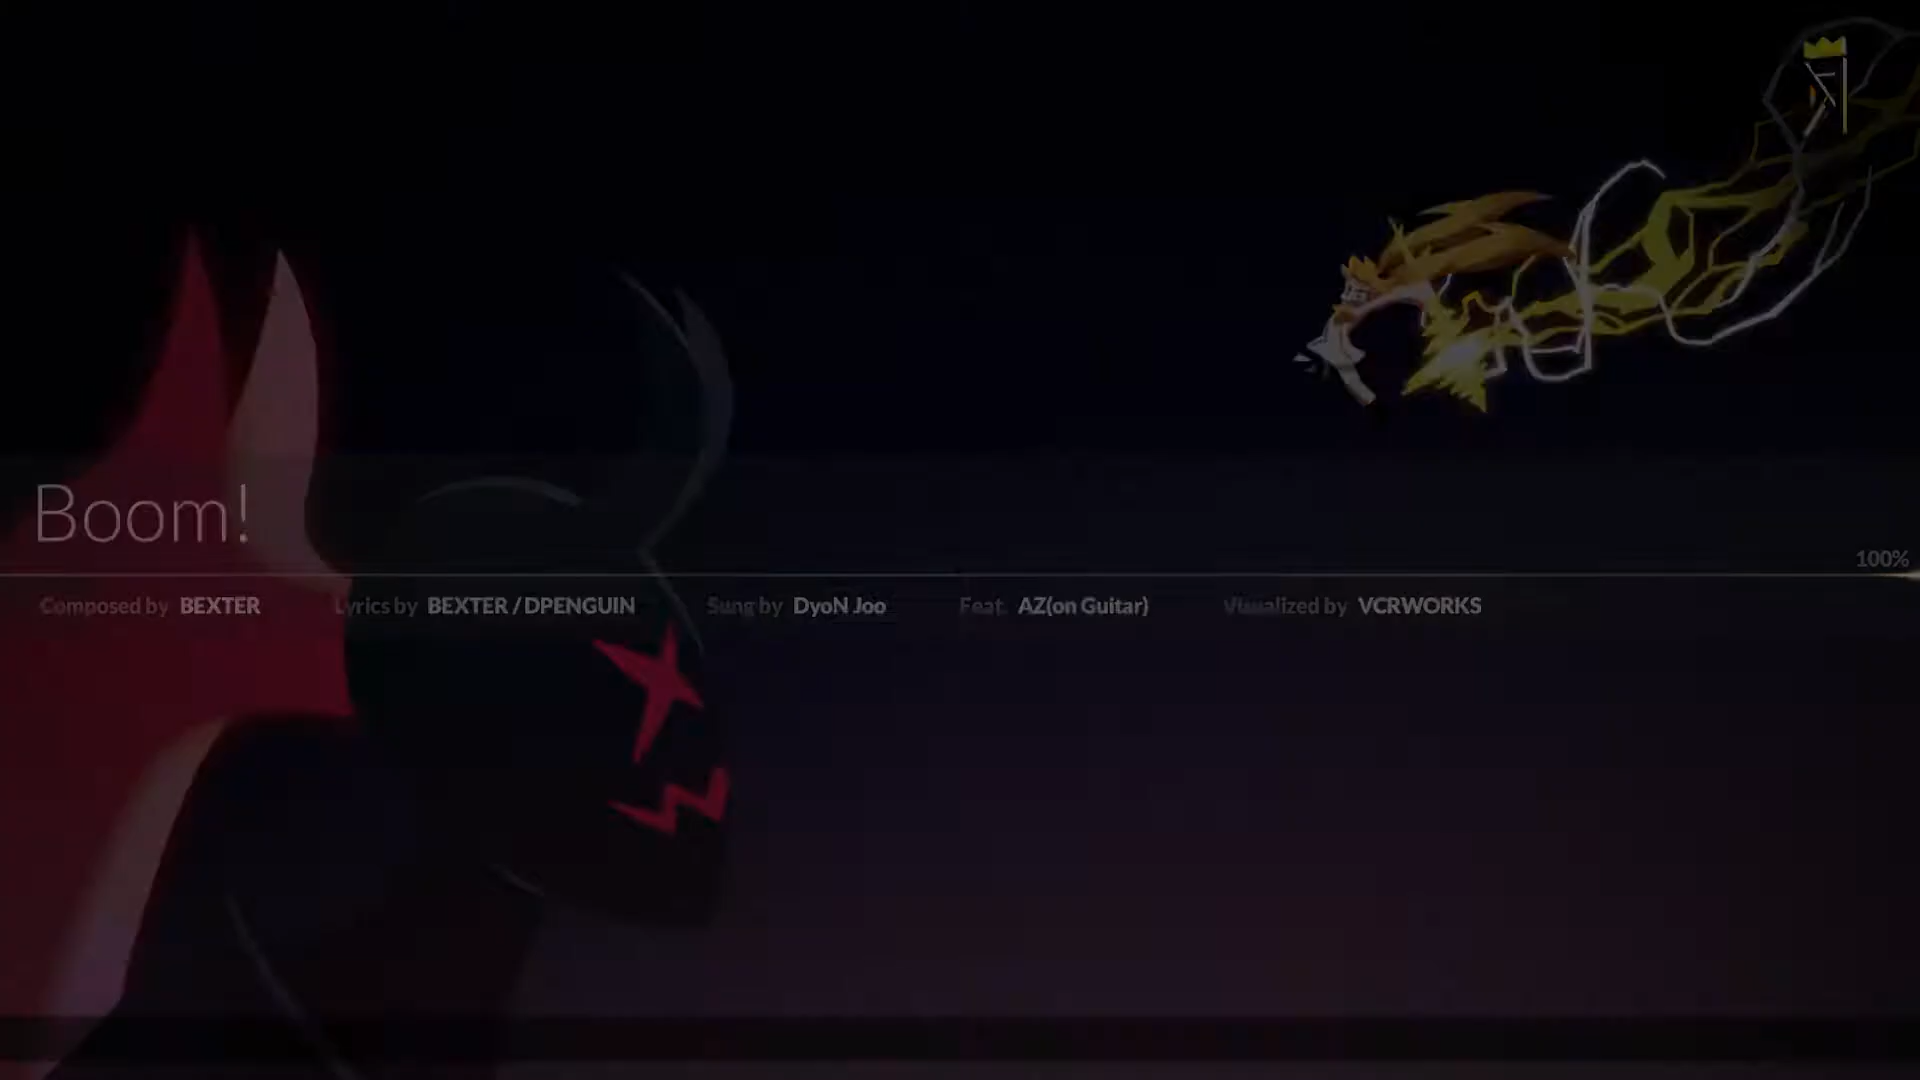 Boom!
100%
Composed by BEXTER Lyrics by BEXTER / DPENGUIN Sung by DyoN Joo Feat. AZ(on Guitar) Visualized by VCRWORKS